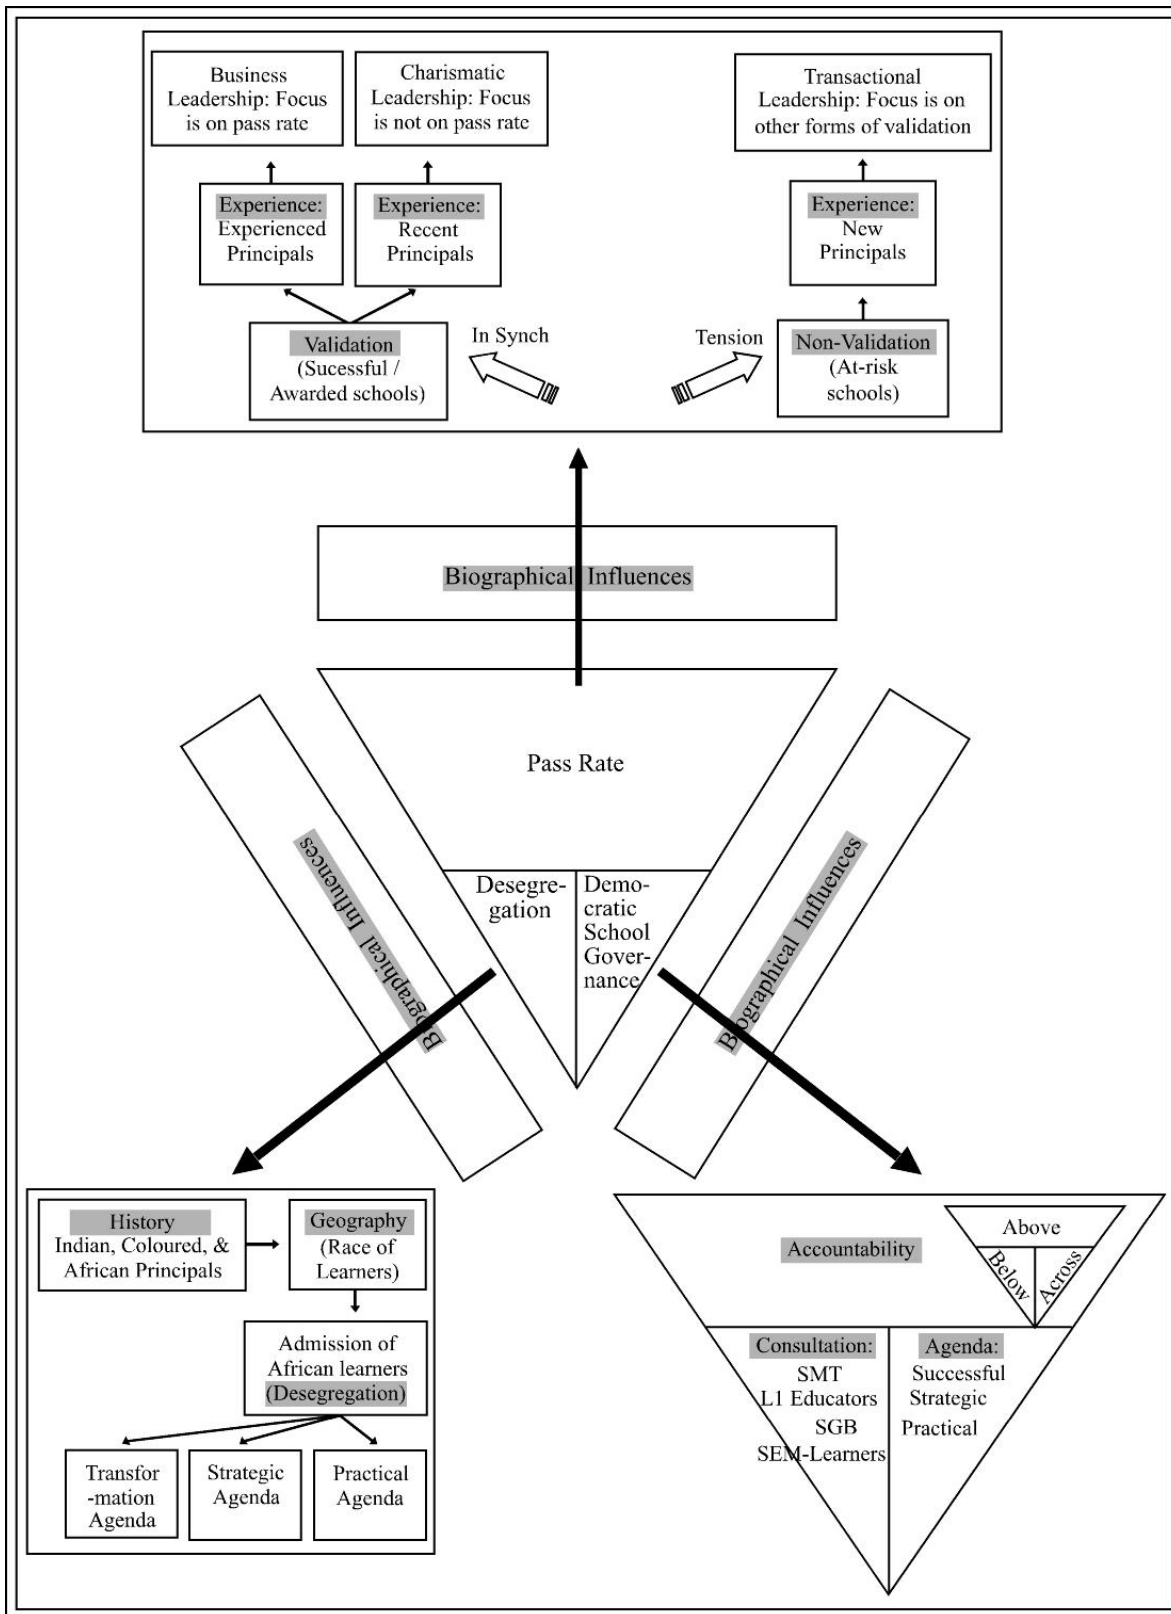 Business
Leadership: Focus
is on pass rate
Charismatic
Leadership: Focus
is not on pass rate
Transactional
Leadership: Focus is on
other forms of validation
Experience:
Experienced
Principals
Experience:
Recent
Principals
Experience:
New
Principals
Validation
(Sucessful /
Awarded schools)
In Synch
Tension
Non-Validation
(At-risk
schools)
Biographical Influences
Pass Rate
Biographical Influences
Biographical Influences
Desegre-
gation
Demo-
cratic
School
Gover-
nance
History
Indian, Coloured, &
African Principals
Geography
(Race of
Learners)
Admission of
African learners
(Desegregation)
Transfor
-mation
Agenda
Strategic
Agenda
Practical
Agenda
Accountability
Above
Below
Across
Consultation:
SMT
L1 Educators
SGB
SEM-Learners
Agenda:
Successful
Strategic
Practical